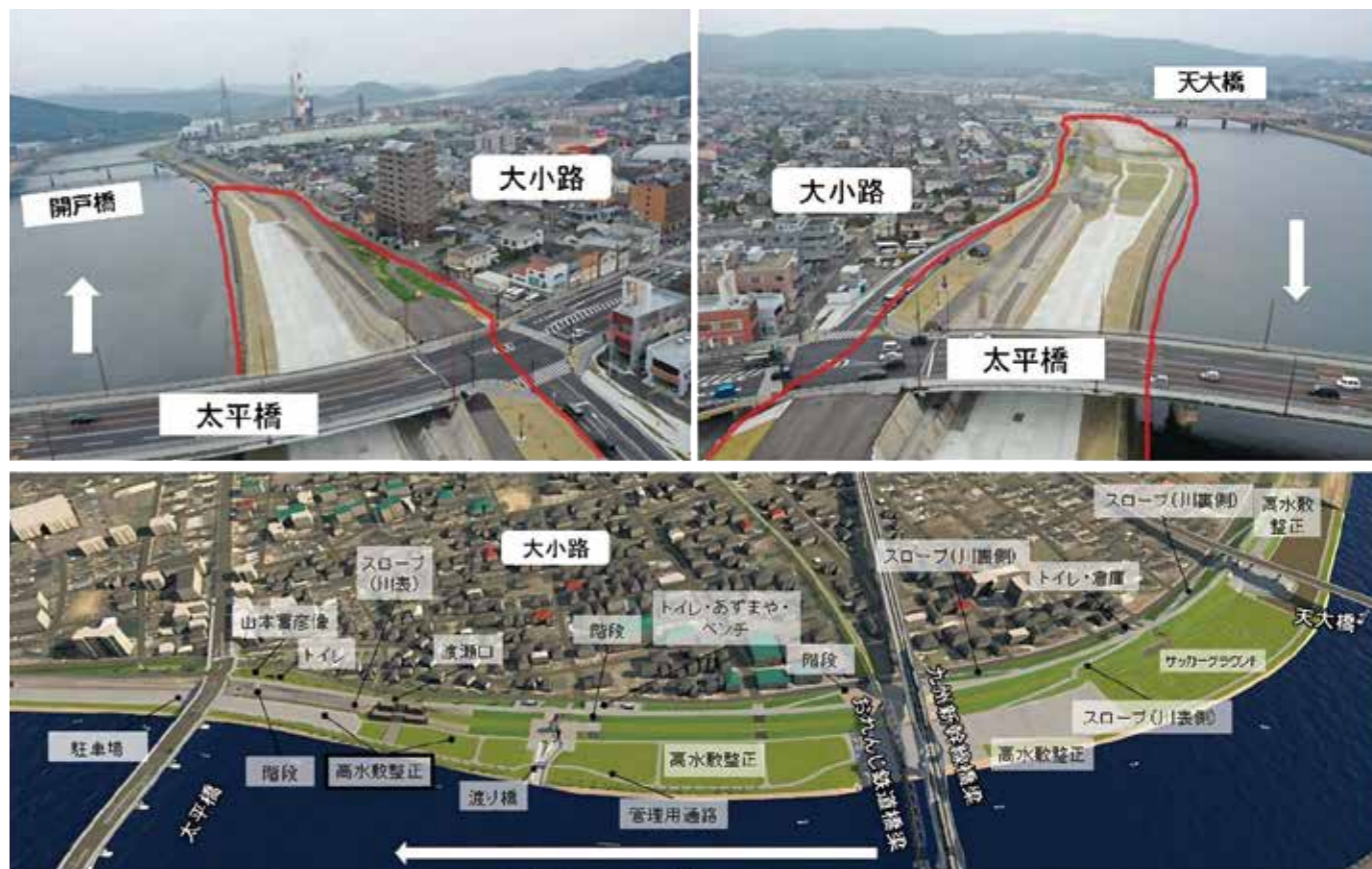 開戸橋
大小路
太平橋
天大橋
大小路
太平橋
スロープ(川裏側)
高水敷
整正
大小路
スロープ(川裏側)
スロープ
(川表)
トイレ・倉庫
トイレ・あずまや・
ベンチ
天大橋
山本實彦像
階段
トイレ
渡瀬口
階段
サッカーグラウンド
九州新幹線橋梁
おれんじ鉄道橋梁
スロープ(川裏側)
駐車場
階段
高水敷整正
高水敷整正
高水敷整正
渡り橋
管理用通路
太平橋